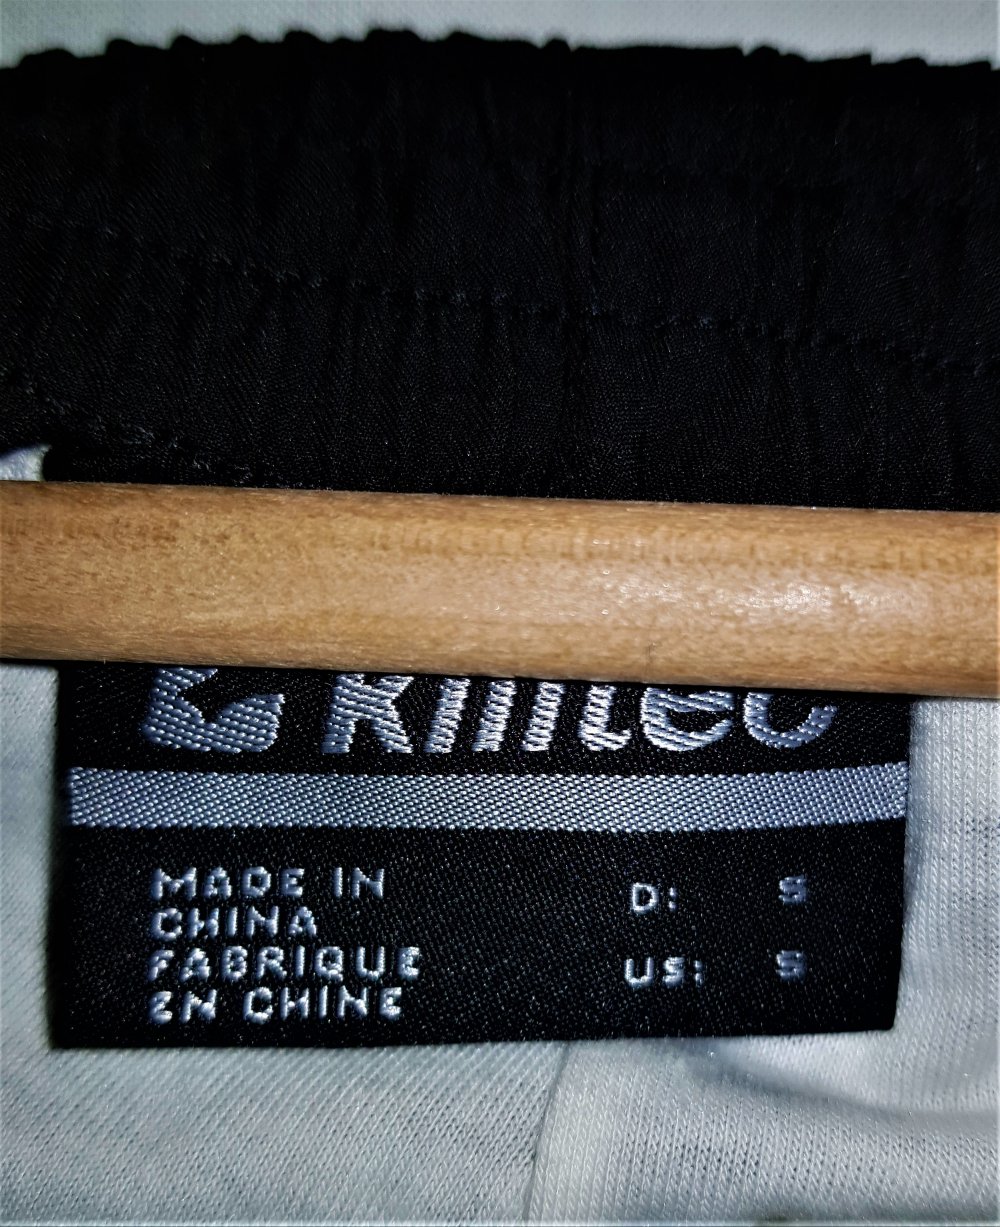 MADE IN
CHINA
FABRIQUE
EN CHINE
D: S
US: S